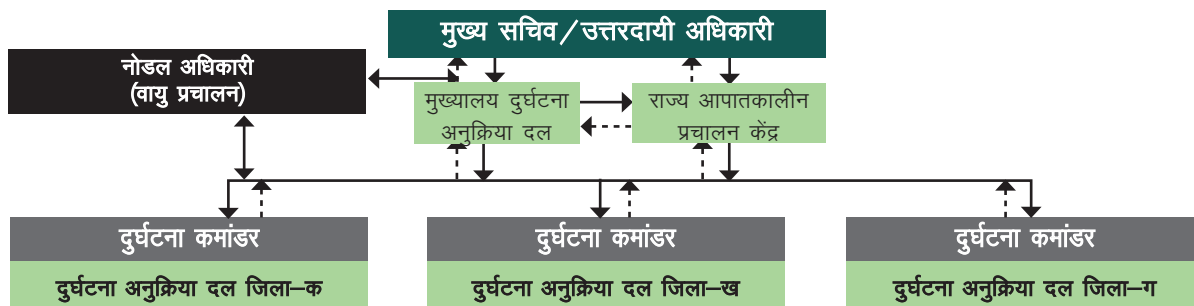 मुख्य सचिव/उत्तरदायी अधिकारी
नोडल अधिकारी
(वायु प्रचालन)
मुख्यालय दुर्घटना
अनुक्रिया दल
राज्य आपातकालीन
प्रचालन केंद्र
दुर्घटना कमांडर
दुर्घटना अनुक्रिया दल जिला–क
दुर्घटना कमांडर
दुर्घटना अनुक्रिया दल जिला–ख
दुर्घटना कमांडर
दुर्घटना अनुक्रिया दल जिला–ग